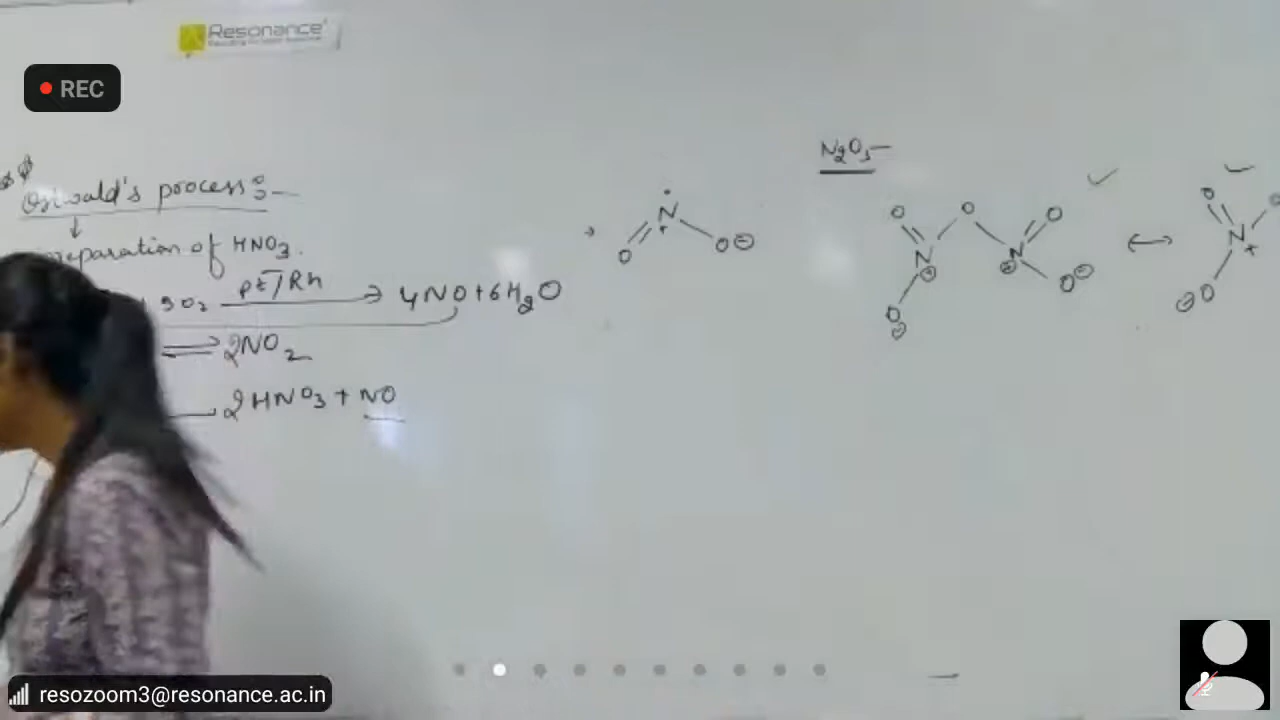 Resonance
REC
Ostwald's process:-
preparation of HNO3.
5O2 Pt/Rh → 4NO + 6H2O
⇌ 2NO2
2HNO3 + NO
N
+
O
O⊖
N2O5-
O
O
O
N
⊕
N
⊕
O
⊖
O⊖
↔
O
O
N
+
⊖O
resozoom3@resonance.ac.in